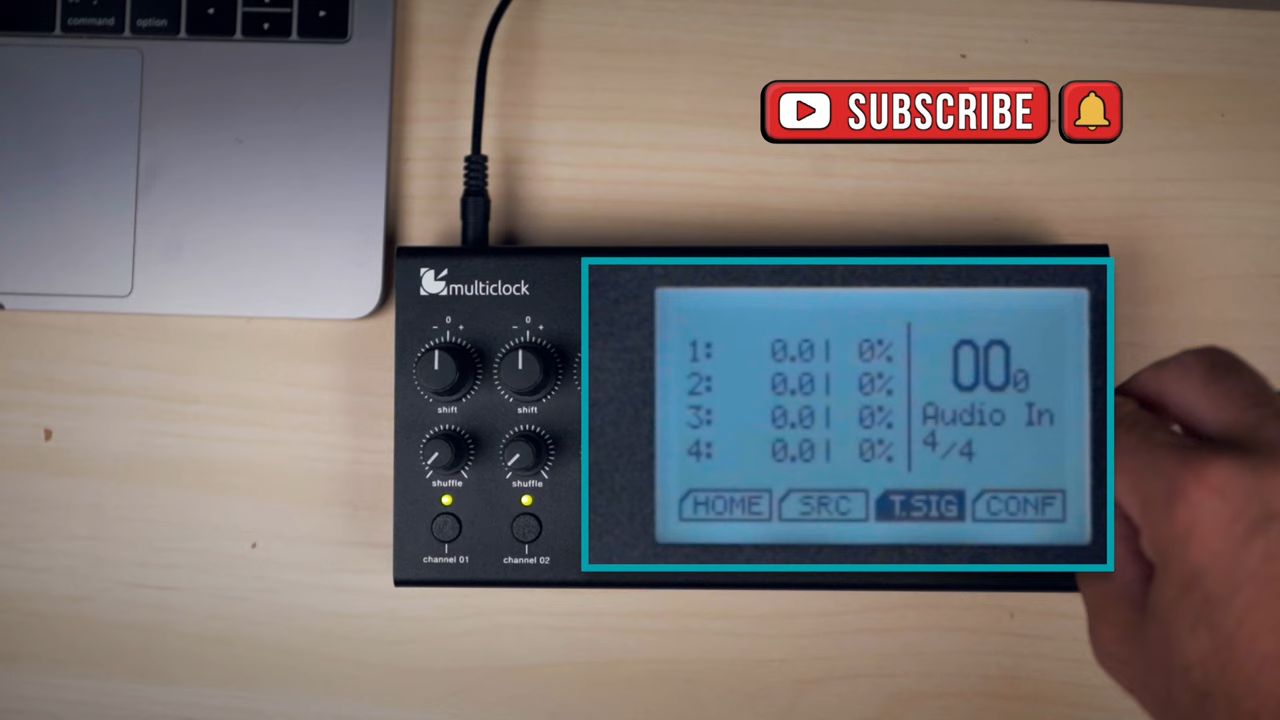 command
option
SUBSCRIBE
multiclock
- 0 +
- 0 +
shift
shift
shuffle
shuffle
channel 01
channel 02
1: 0.0| 0%
2: 0.0| 0%
3: 0.0| 0%
4: 0.0| 0%
00 0
Audio In
4/4
HOME
SRC
T.SIG
CONF